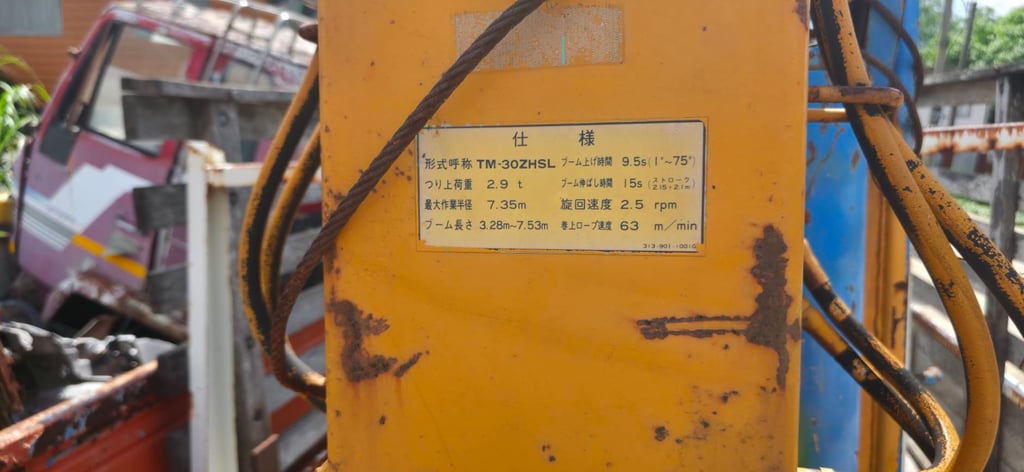 仕様
形式呼称 TM-30ZHSL ブーム上げ時間 9.5s(1°~75°)
つり上荷重 2.9 t ブーム伸ばし時間 15s (ストローク 2.15+2.1m)
最大作業半径 7.35m 旋回速度 2.5 rpm
ブーム長さ 3.28m~7.53m 巻上ロープ速度 63 m/min
313-901-10010